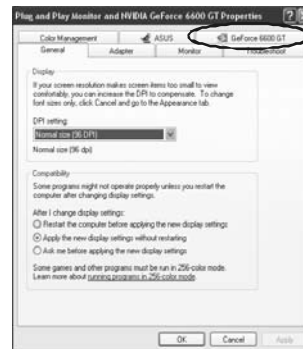 Plug and Play Monitor and NVIDIA GeForce 6600 GT Properties
Color Management
ASUS
GeForce 6600 GT
General
Adapter
Monitor
Troubleshoot
Display
If your screen resolution makes screen items too small to view
comfortably, you can increase the DPI to compensate. To change
font sizes only, click Cancel and go to the Appearance tab.
DPI setting:
Normal size (96 DPI)
Normal size (96 dpi)
Compatibility
Some programs might not operate properly unless you restart the
computer after changing display settings.
After I change display settings:
Restart the computer before applying the new display settings
Apply the new display settings without restarting
Ask me before applying the new display settings
Some games and other programs must be run in 256-color mode.
Learn more about running programs in 256-color mode.
OK
Cancel
Apply